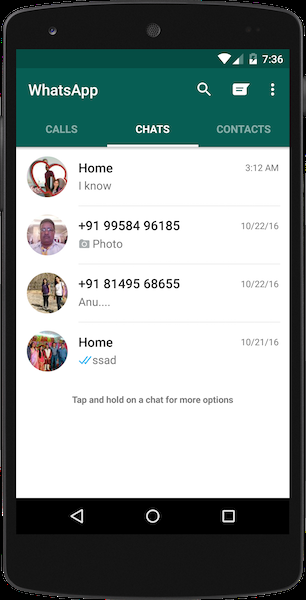 7:36
WhatsApp
CALLS CHATS CONTACTS
Home 3:12 AM
I know
+91 99584 96185 10/22/16
Photo
+91 81495 68655 10/22/16
Anu....
Home 10/21/16
ssad
Tap and hold on a chat for more options